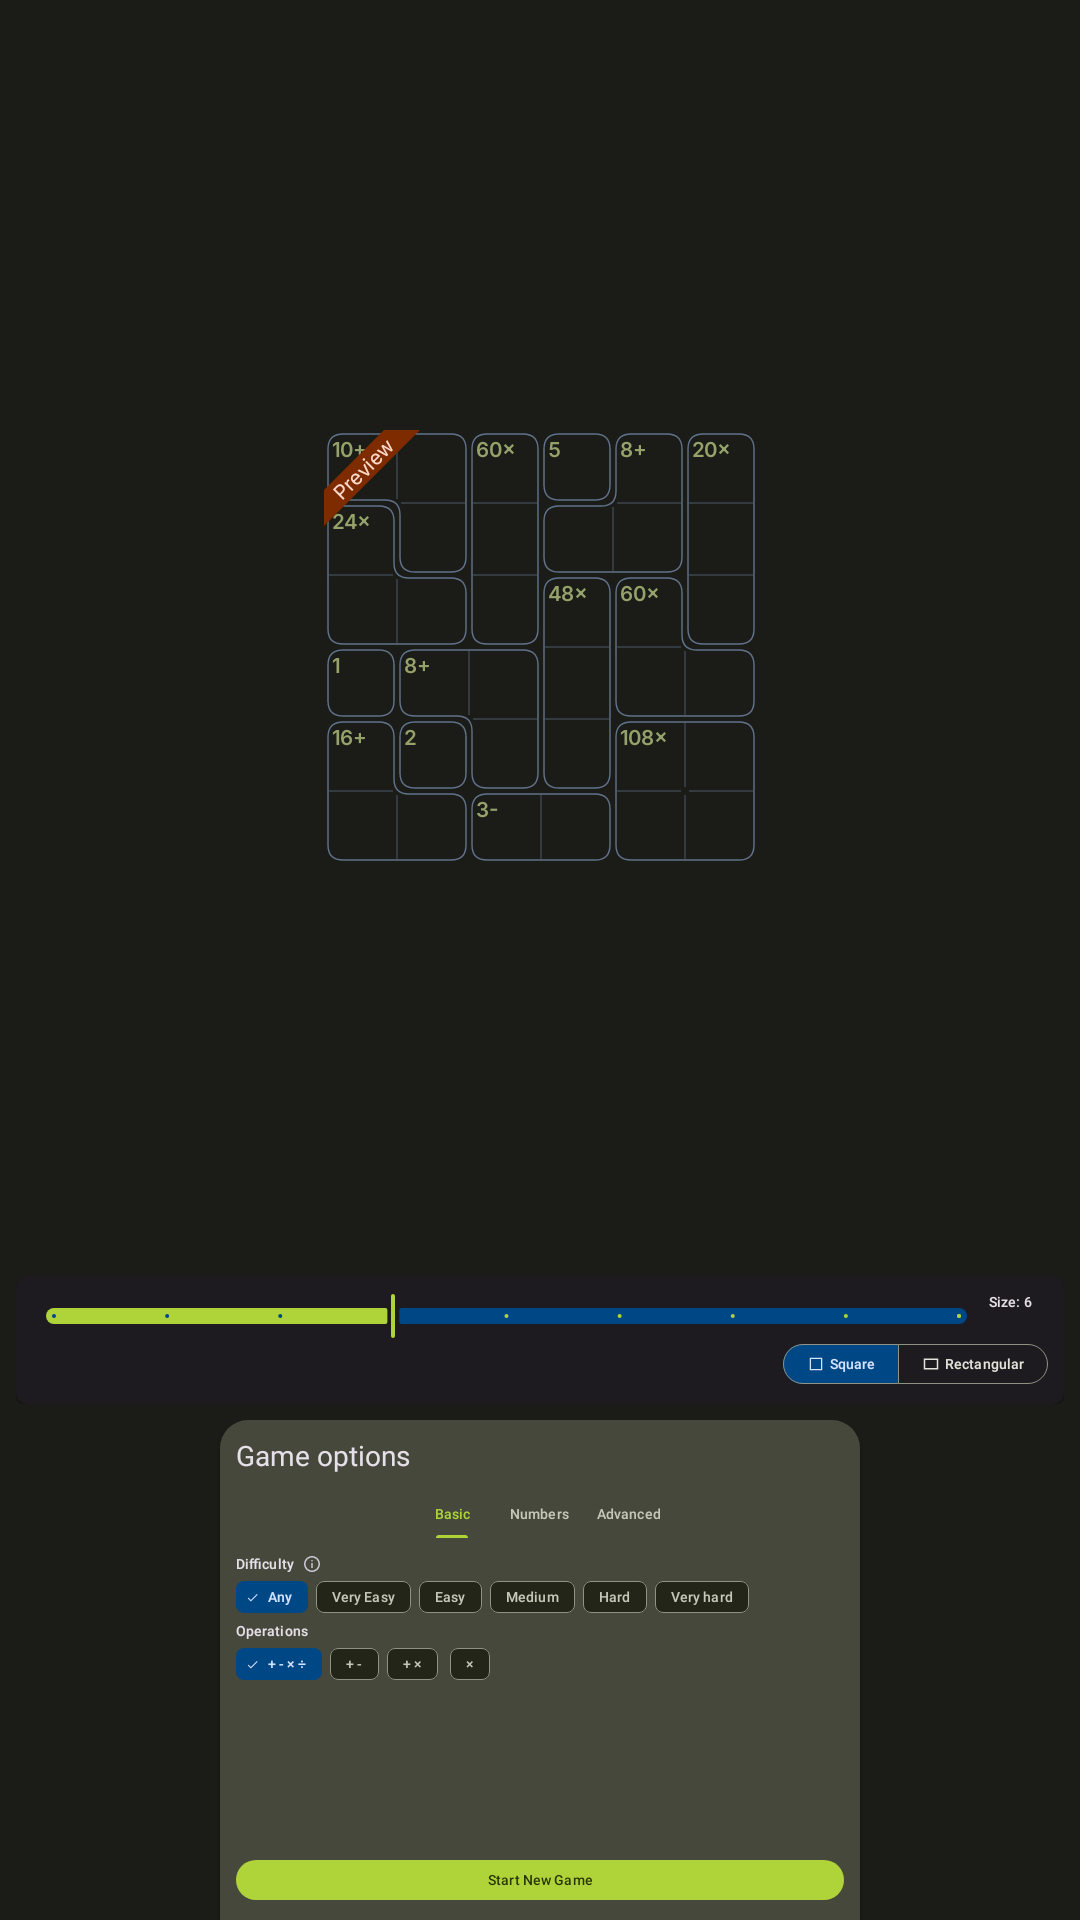 10+ 60× 5 8+ 20×
Preview
24×
48× 60×
1 8+
16+ 2 108×
3-
Size: 6
Square Rectangular
Game options
Basic Numbers Advanced
Difficulty
Any Very Easy Easy Medium Hard Very hard
Operations
+ - × ÷ + - + × ×
Start New Game